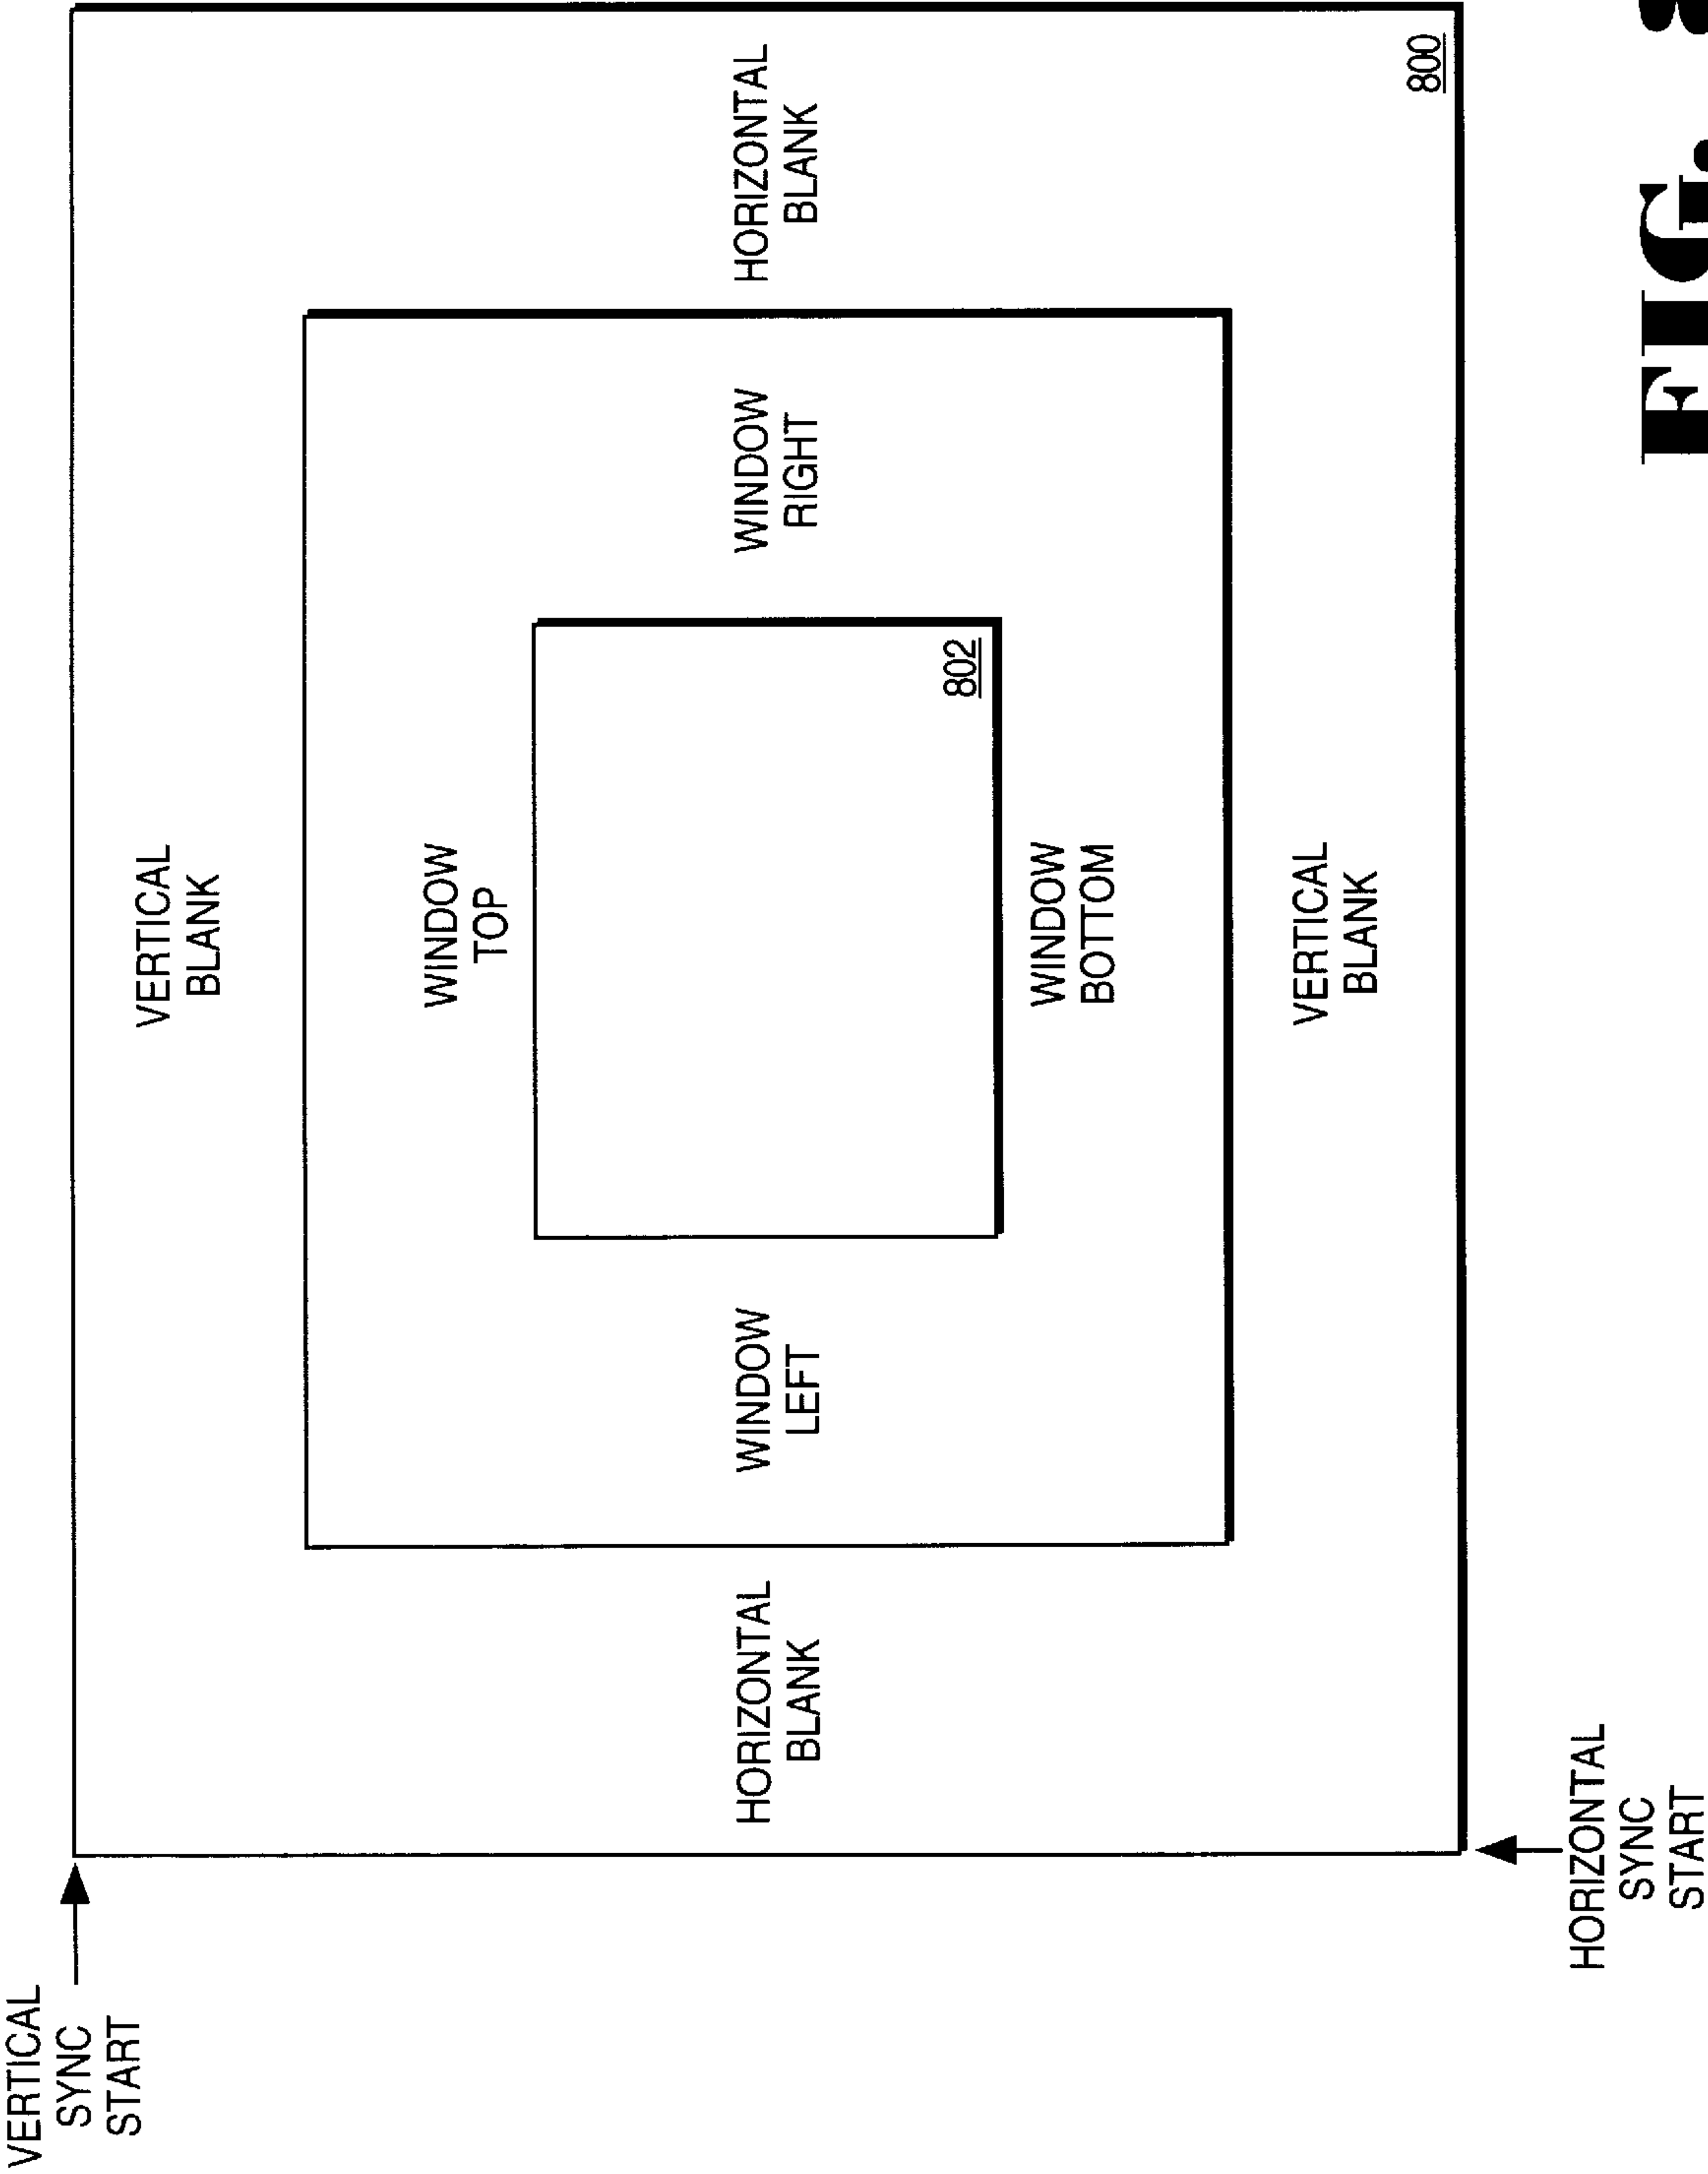 VERTICAL
SYNC
START
VERTICAL
BLANK
WINDOW
TOP
HORIZONTAL
BLANK
WINDOW
LEFT
WINDOW
RIGHT
HORIZONTAL
BLANK
802
WINDOW
BOTTOM
VERTICAL
BLANK
800
HORIZONTAL
SYNC
START
FIG.